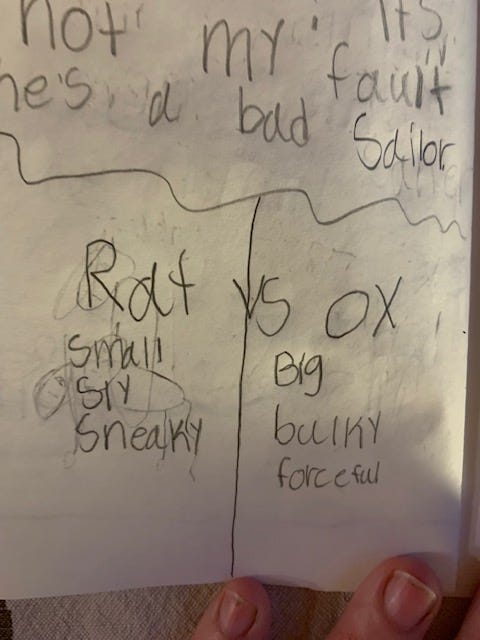 not my It's
he's a bad fault
Sailor
Rat VS OX
Small Big
Sly bulky
Sneaky forceful